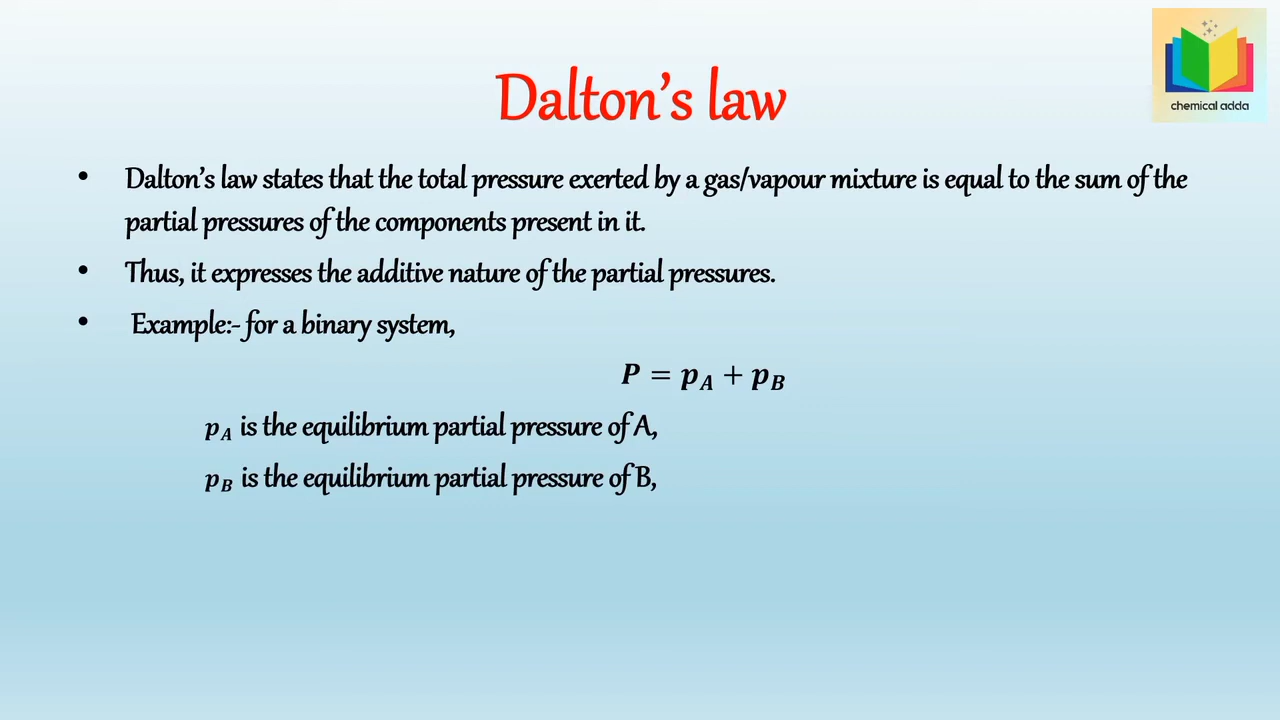 chemical adda
Dalton's law
• Dalton's law states that the total pressure exerted by a gas/vapour mixture is equal to the sum of the
partial pressures of the components present in it.
• Thus, it expresses the additive nature of the partial pressures.
• Example:- for a binary system,
P = p_A + p_B
p_A is the equilibrium partial pressure of A,
p_B is the equilibrium partial pressure of B,